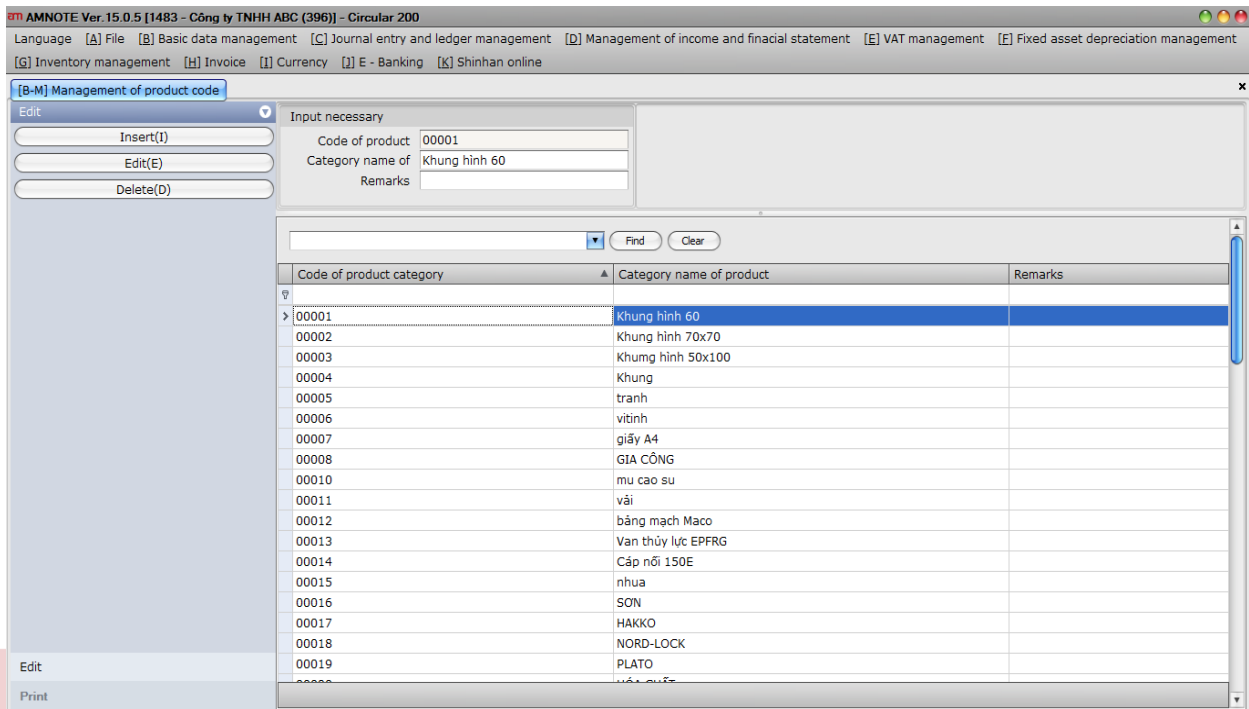 am AMNOTE Ver.15.0.5 [1483 - Công ty TNHH ABC (396)] - Circular 200
Language [A] File [B] Basic data management [C] Journal entry and ledger management [D] Management of income and finacial statement [E] VAT management [F] Fixed asset depreciation management
[G] Inventory management [H] Invoice [I] Currency [J] E - Banking [K] Shinhan online
[B-M] Management of product code x
Edit
Insert(I)
Edit(E)
Delete(D)
Input necessary
Code of product 00001
Category name of Khung hình 60
Remarks
Find Clear
Code of product category Category name of product Remarks
00001 Khung hình 60
00002 Khung hình 70x70
00003 Khumg hình 50x100
00004 Khung
00005 tranh
00006 vitinh
00007 giấy A4
00008 GIA CÔNG
00010 mu cao su
00011 vải
00012 bảng mạch Maco
00013 Van thủy lực EPFRG
00014 Cáp nối 150E
00015 nhua
00016 SƠN
00017 HAKKO
00018 NORD-LOCK
00019 PLATO
Edit
Print